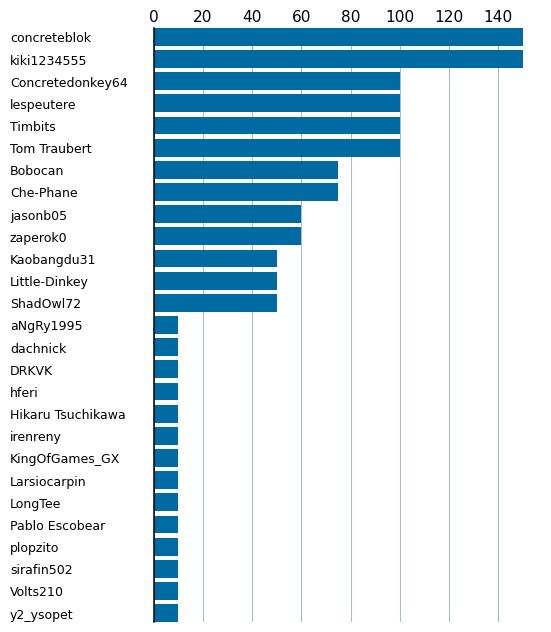 0 20 40 60 80 100 120 140
concreteblok
kiki1234555
Concretedonkey64
lespeutere
Timbits
Tom Traubert
Bobocan
Che-Phane
jasonb05
zaperok0
Kaobangdu31
Little-Dinkey
ShadOwl72
aNgRy1995
dachnick
DRKVK
hferi
Hikaru Tsuchikawa
irenreny
KingOfGames_GX
Larsiocarpin
LongTee
Pablo Escobear
plopzito
sirafin502
Volts210
y2_ysopet